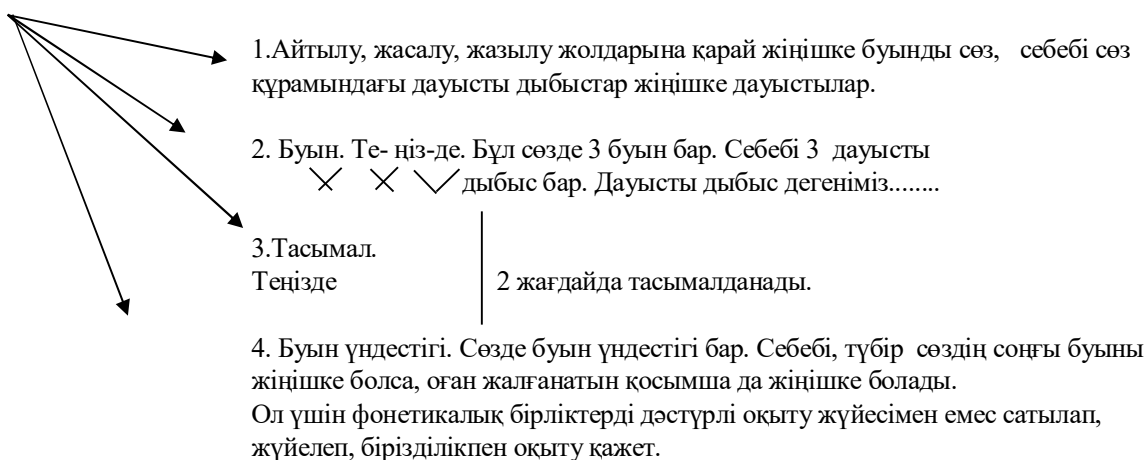 1.Айтылу, жасалу, жазылу жолдарына қарай жіңішке буынды сөз, себебі сөз
құрамындағы дауысты дыбыстар жіңішке дауыстылар.
2. Буын. Те- ңіз-де. Бұл сөзде 3 буын бар. Себебі 3 дауысты
дыбыс бар. Дауысты дыбыс дегеніміз........
3.Тасымал.
Теңізде 2 жағдайда тасымалданады.
4. Буын үндестігі. Сөзде буын үндестігі бар. Себебі, түбір сөздің соңғы буыны
жіңішке болса, оған жалғанатын қосымша да жіңішке болады.
Ол үшін фонетикалық бірліктерді дәстүрлі оқыту жүйесімен емес сатылап,
жүйелеп, бірізділікпен оқыту қажет.